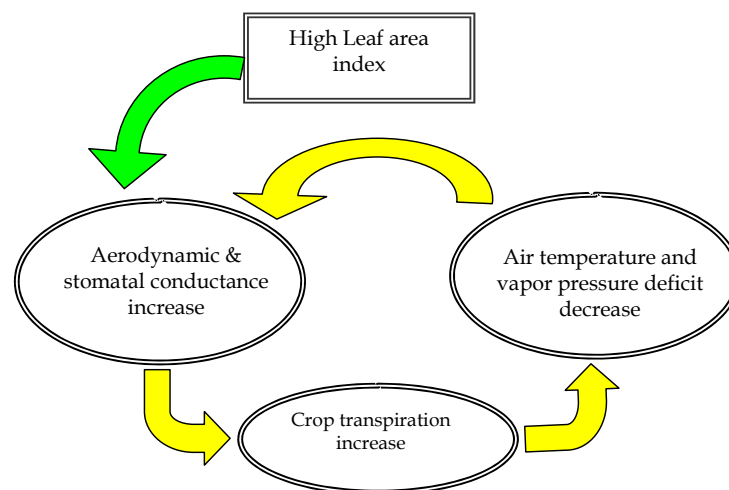 High Leaf area
index
Aerodynamic &
stomatal conductance
increase
Air temperature and
vapor pressure deficit
decrease
Crop transpiration
increase